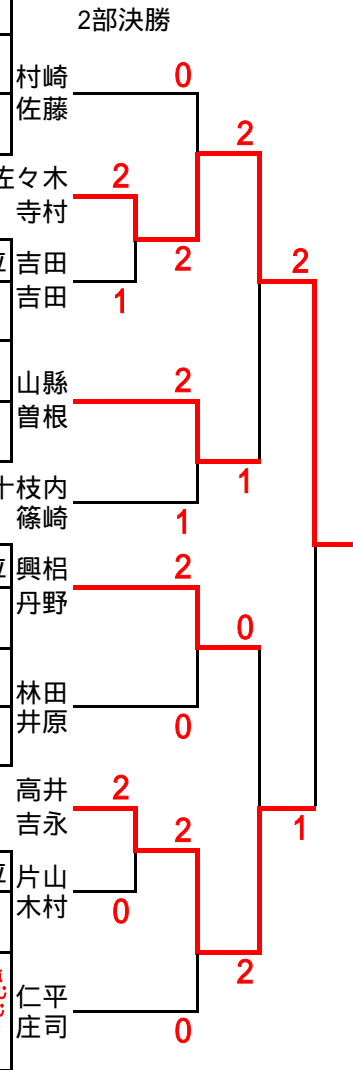 2部決勝
村崎
佐藤
0
2
佐々木
寺村
2
2
2
吉田
吉田
1
山縣
曽根
2
1
十枝内
篠崎
1
興梠
丹野
2
0
林田
井原
0
高井
吉永
2
2
1
片山
木村
0
2
仁平
庄司
0